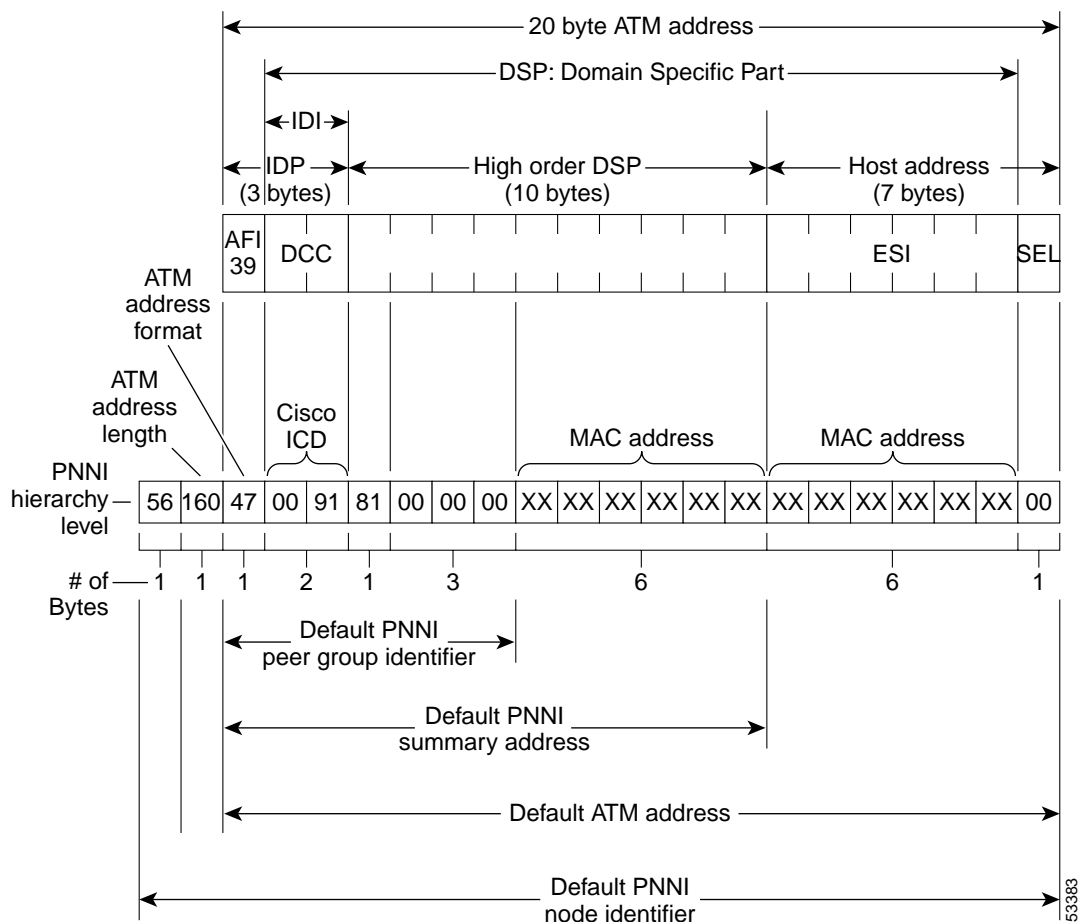 20 byte ATM address
DSP: Domain Specific Part
IDI
IDP
(3 bytes)
High order DSP
(10 bytes)
Host address
(7 bytes)
AFI
39
DCC
ESI
SEL
ATM
address
format
ATM
address
length
Cisco
ICD
MAC address
MAC address
PNNI
hierarchy
level
56 160 47 00 91 81 00 00 00 XX XX XX XX XX XX XX XX XX XX XX XX 00
# of
Bytes
1 1 1 2 1 3 6 6 1
Default PNNI
peer group identifier
Default PNNI
summary address
Default ATM address
Default PNNI
node identifier
53383